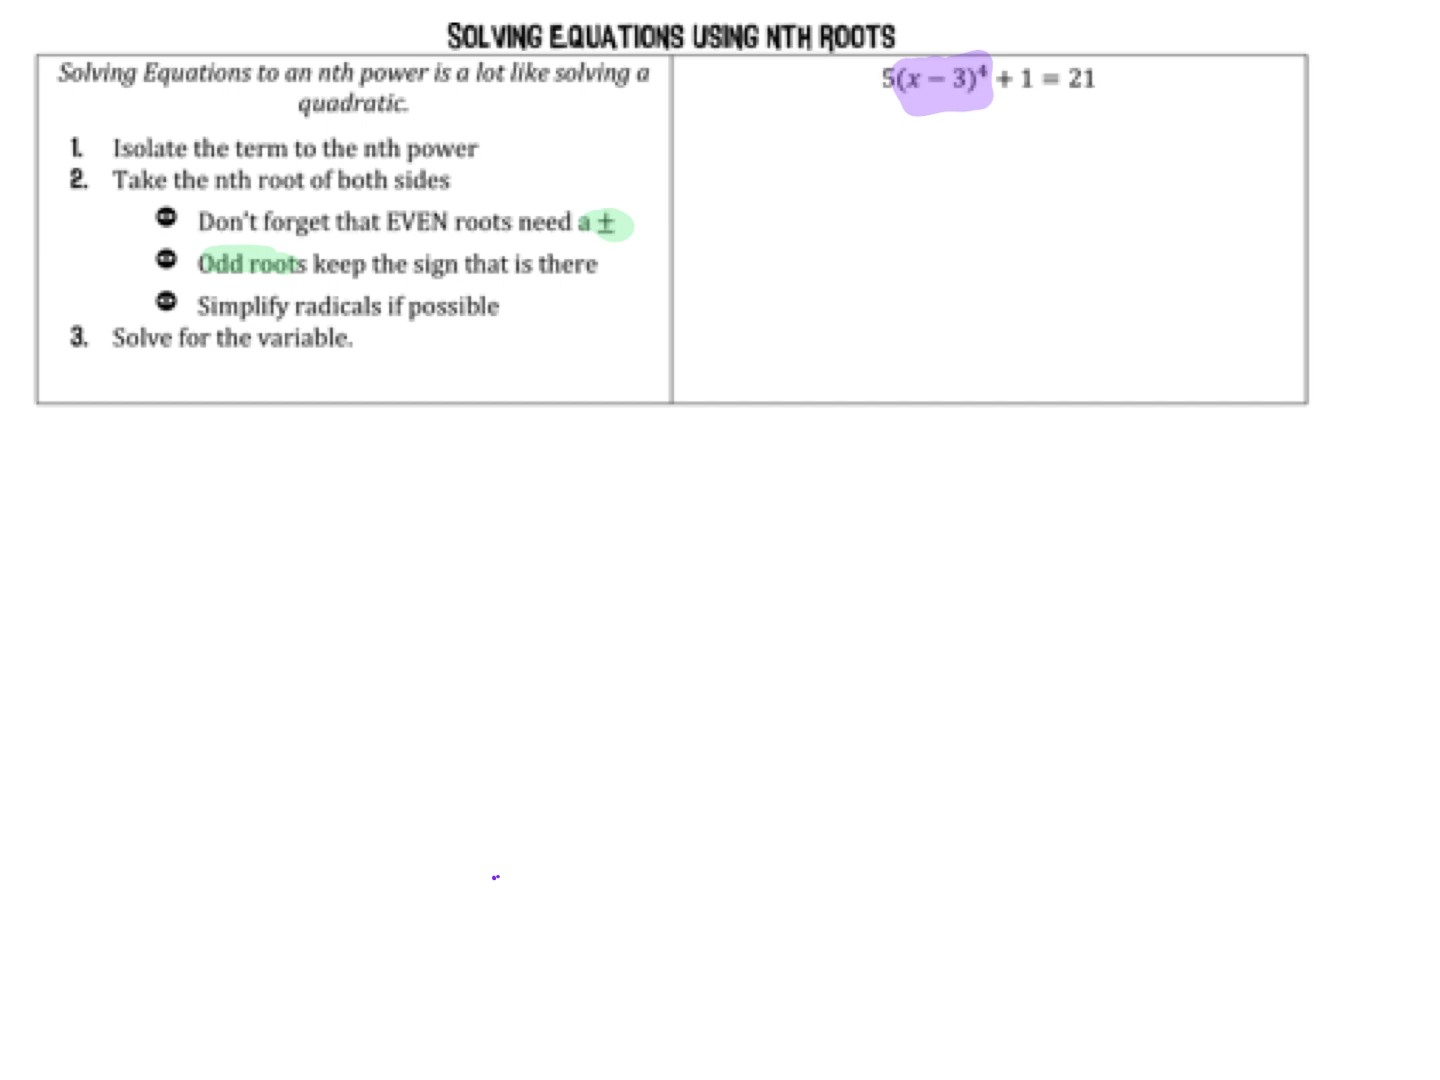 SOLVING EQUATIONS USING NTH ROOTS
Solving Equations to an nth power is a lot like solving a
quadratic.
1. Isolate the term to the nth power
2. Take the nth root of both sides
Don't forget that EVEN roots need a ±
Odd roots keep the sign that is there
Simplify radicals if possible
3. Solve for the variable.
5(x − 3)⁴ + 1 = 21